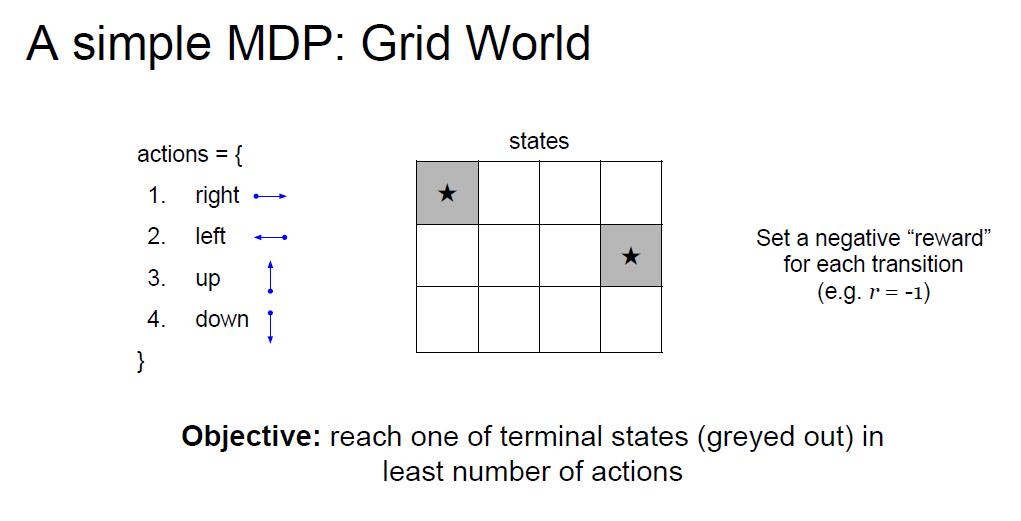 A simple MDP: Grid World
actions = {
1. right
2. left
3. up
4. down
}
states
★
★
Set a negative “reward”
for each transition
(e.g. r = -1)
Objective: reach one of terminal states (greyed out) in
least number of actions